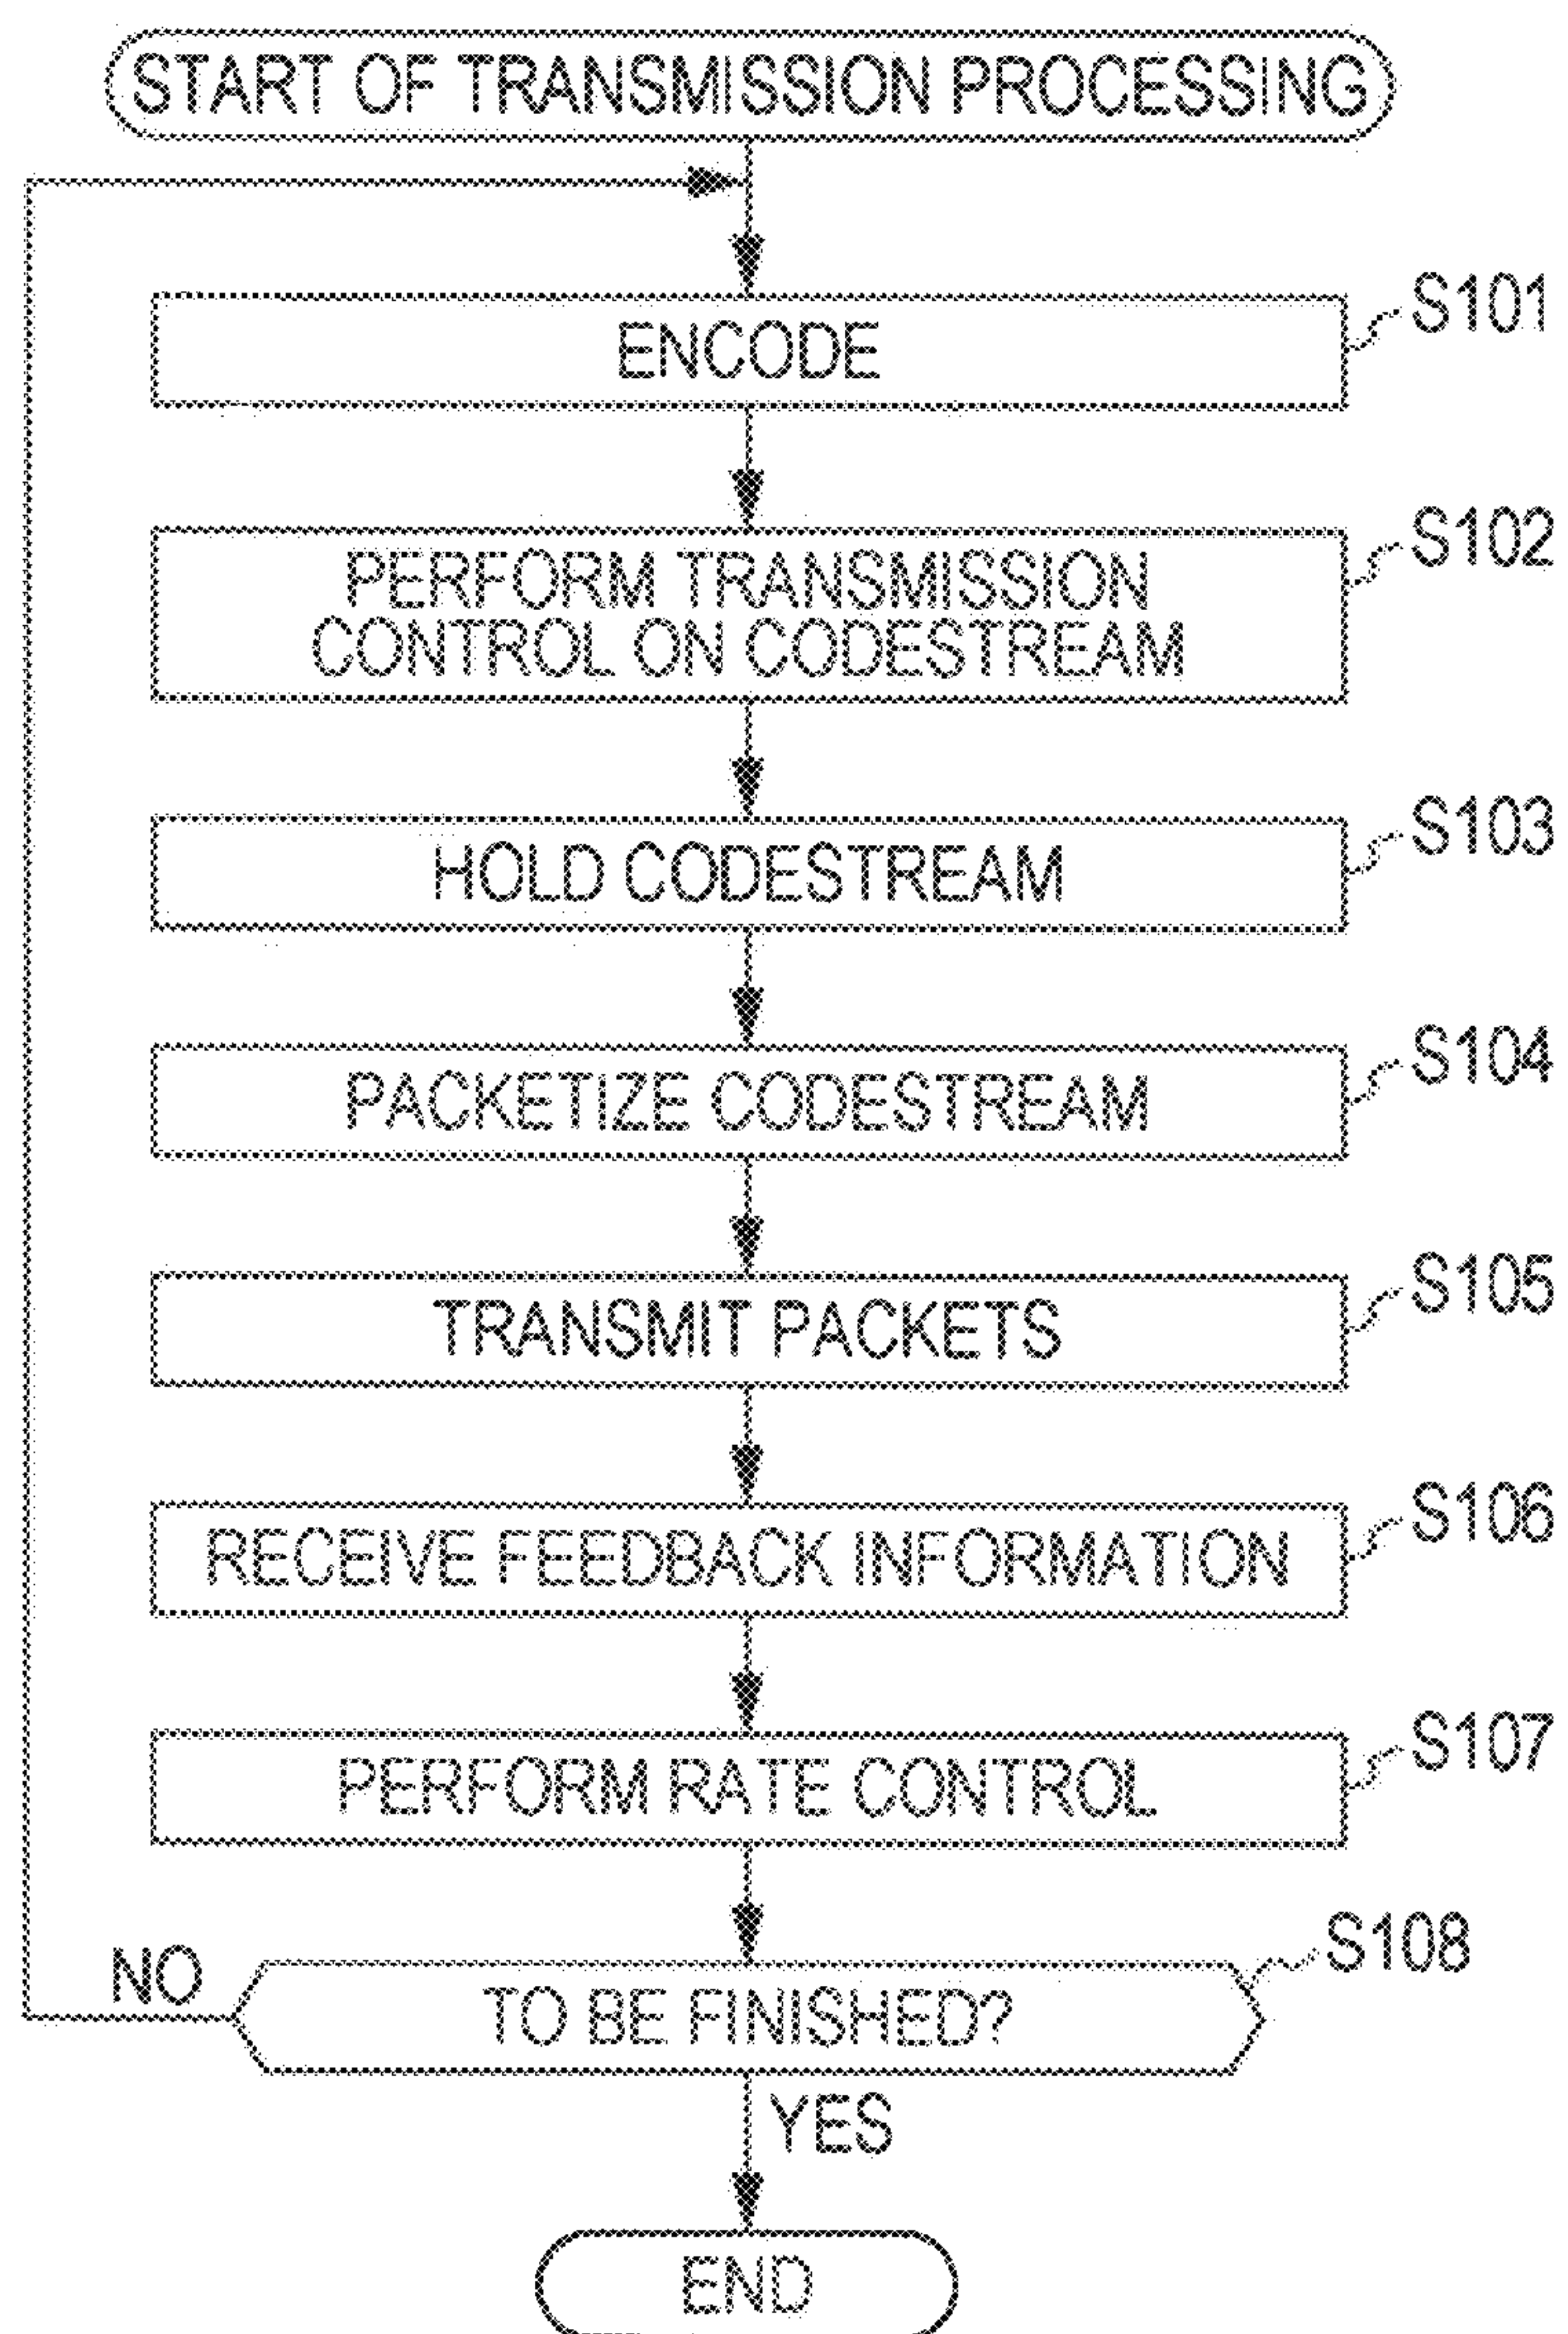 START OF TRANSMISSION PROCESSING
ENCODE
S101
PERFORM TRANSMISSION
CONTROL ON CODESTREAM
S102
HOLD CODESTREAM
S103
PACKETIZE CODESTREAM
S104
TRANSMIT PACKETS
S105
RECEIVE FEEDBACK INFORMATION
S106
PERFORM RATE CONTROL
S107
TO BE FINISHED?
S108
NO
YES
END